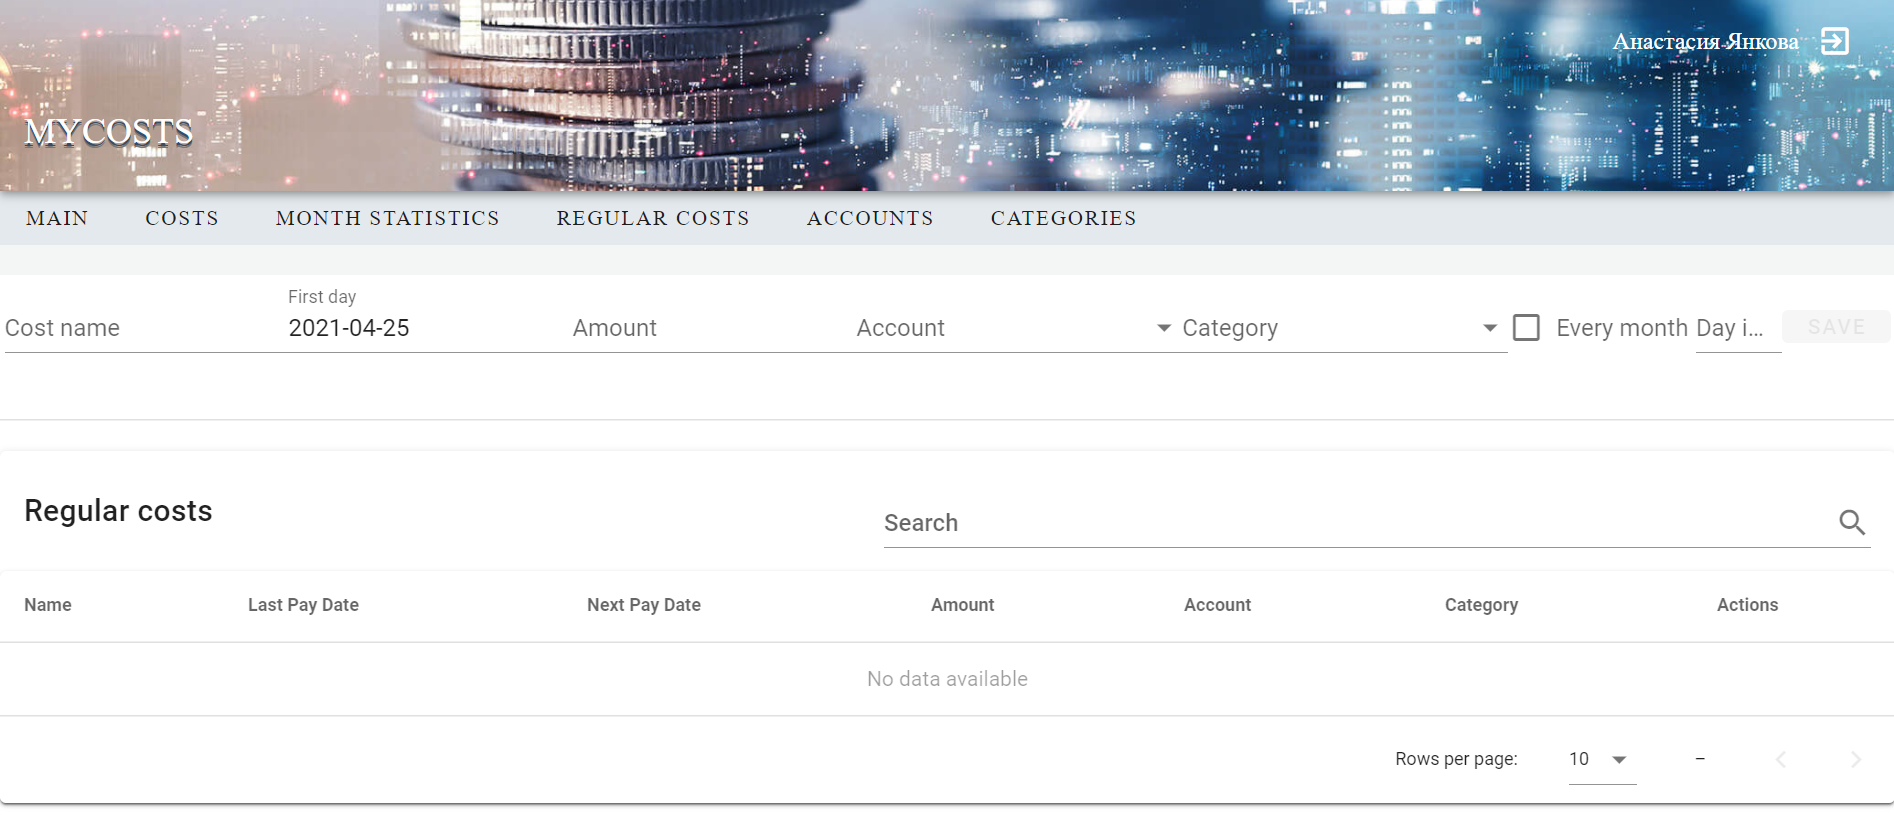 Анастасия Янкова
MYCOSTS
MAIN COSTS MONTH STATISTICS REGULAR COSTS ACCOUNTS CATEGORIES
First day
Cost name 2021-04-25 Amount Account Category Every month Day i... SAVE
Regular costs
Search
Name Last Pay Date Next Pay Date Amount Account Category Actions
No data available
Rows per page: 10 –